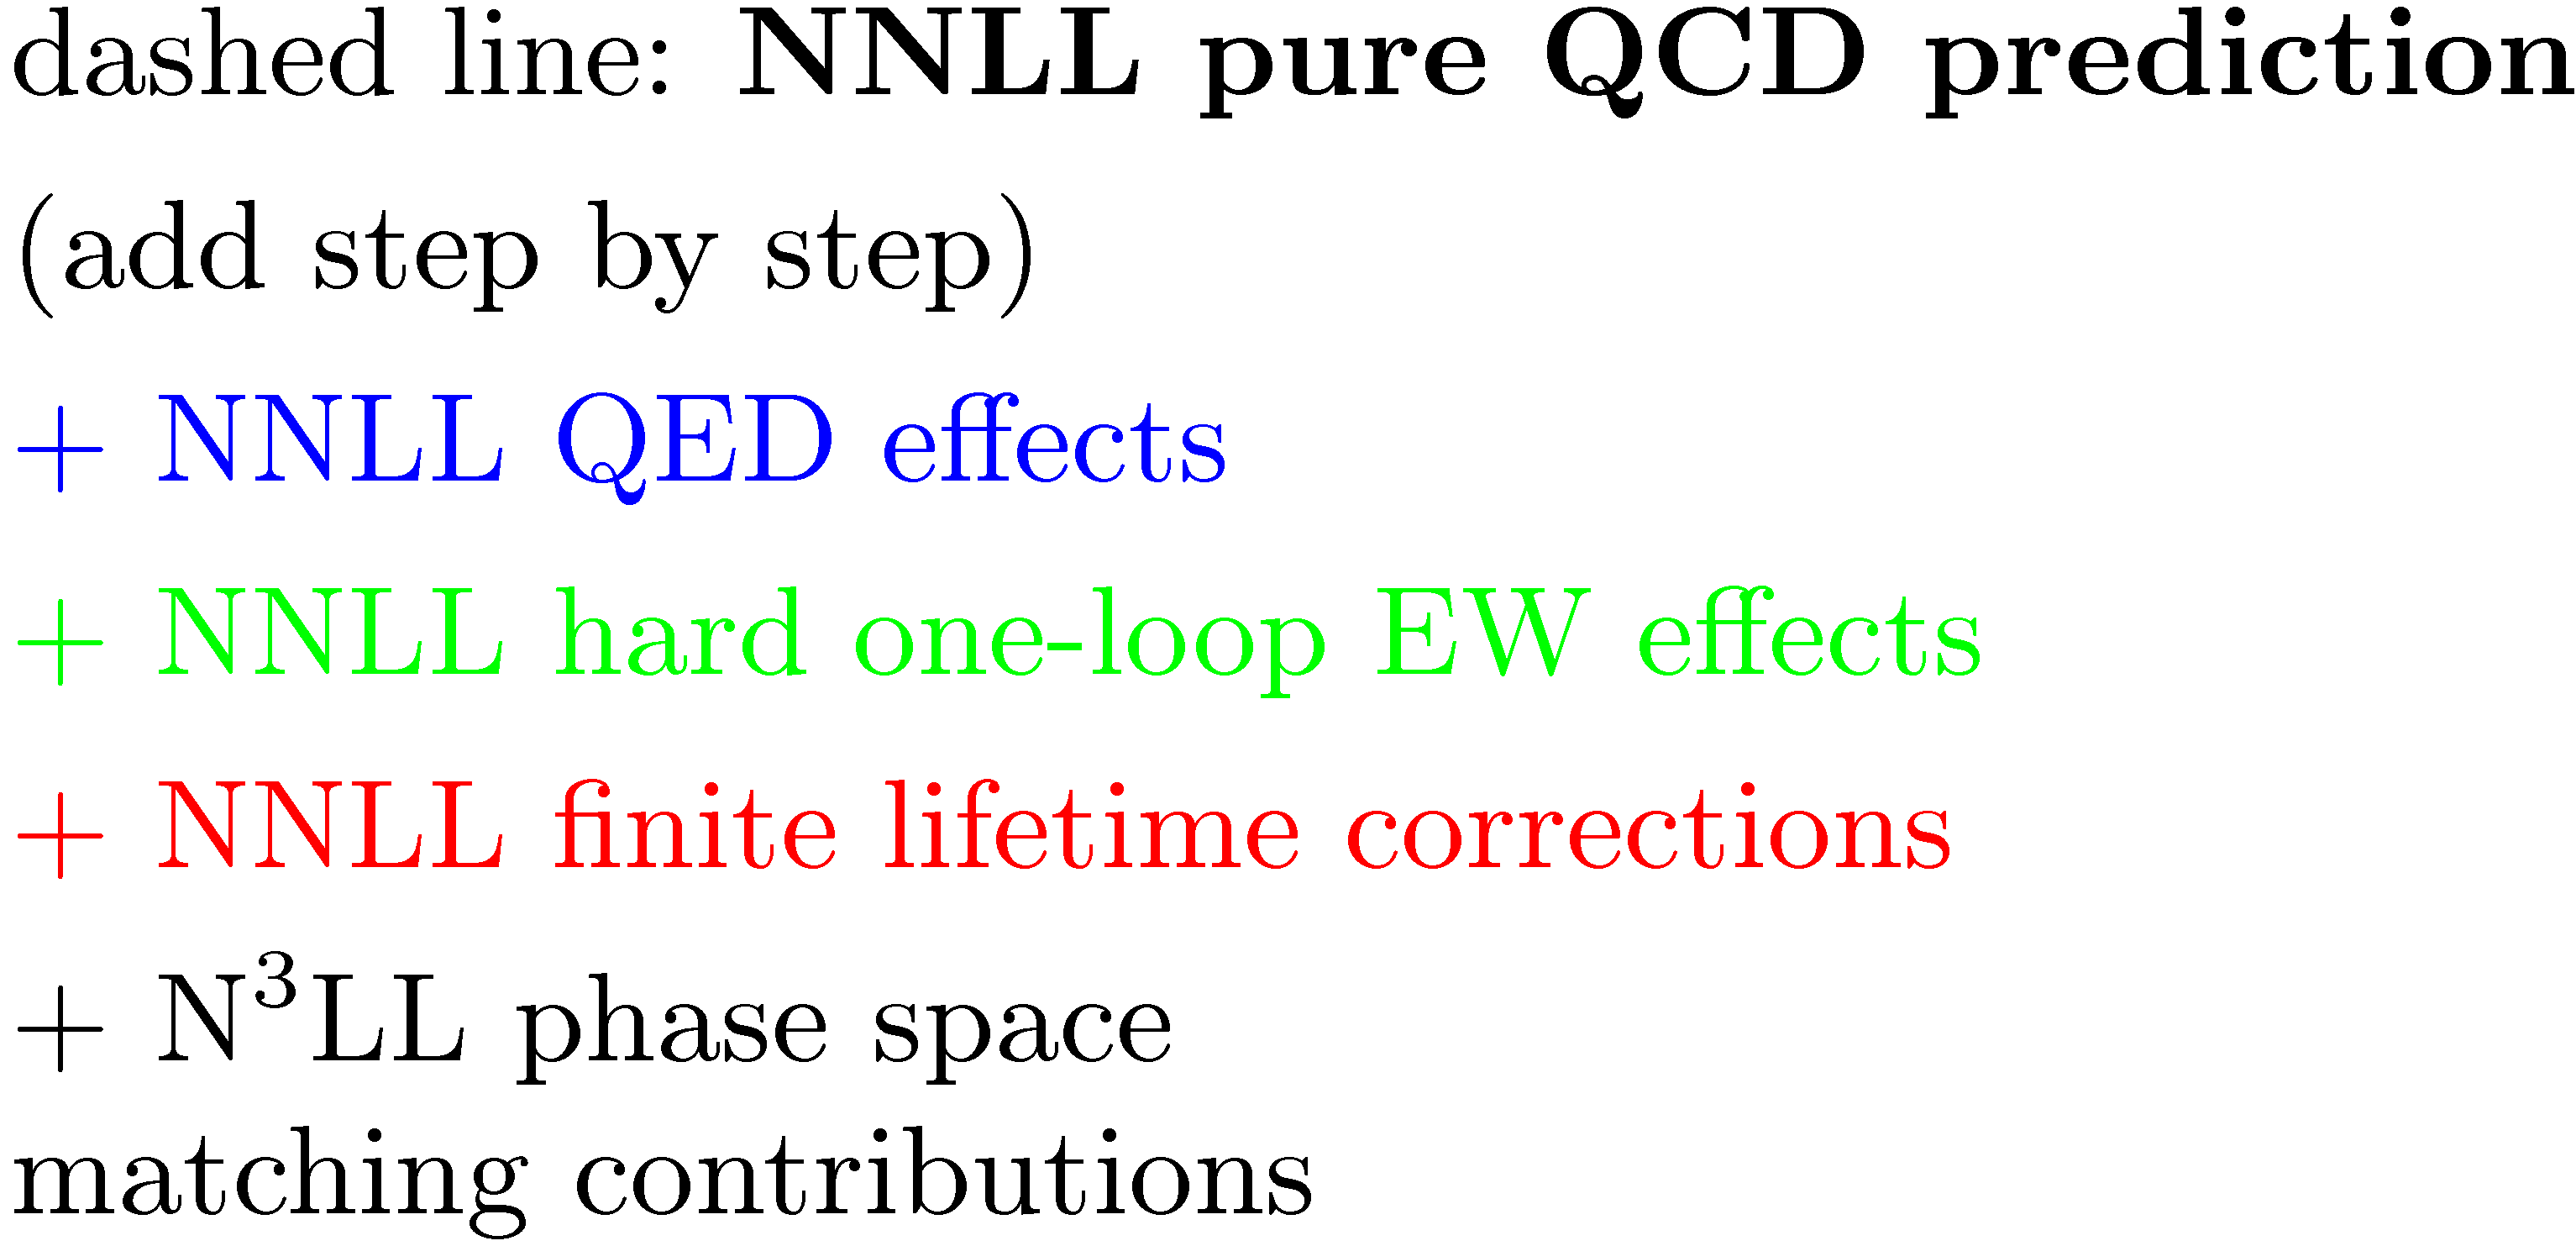 dashed line: NNLL pure QCD prediction
(add step by step)
+ NNLL QED effects
+ NNLL hard one-loop EW effects
+ NNLL finite lifetime corrections
+ N³LL phase space
matching contributions